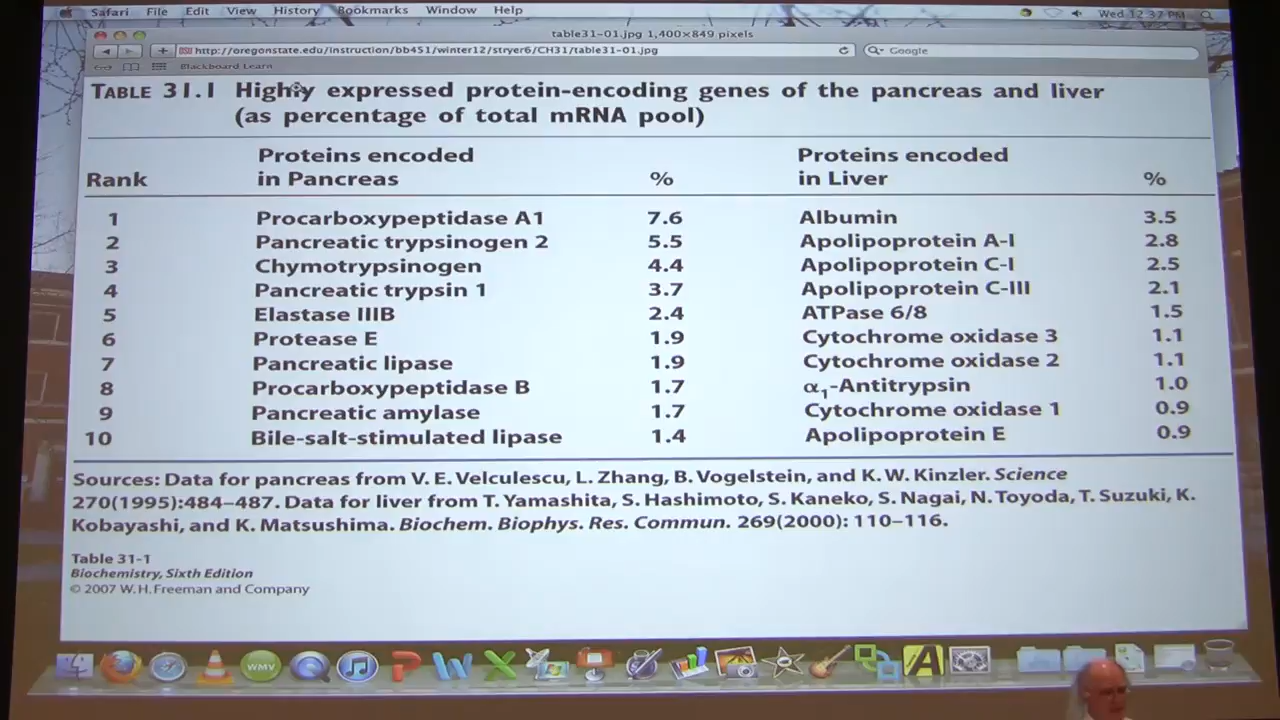 Safari File Edit View History Bookmarks Window Help Wed 12:37 PM
table31-01.jpg 1,400×849 pixels
http://oregonstate.edu/instruction/bb451/winter12/stryer6/CH31/table31-01.jpg Google
Blackboard Learn
TABLE 31.1 Highly expressed protein-encoding genes of the pancreas and liver
(as percentage of total mRNA pool)
Proteins encoded Proteins encoded
Rank in Pancreas % in Liver %
1 Procarboxypeptidase A1 7.6 Albumin 3.5
2 Pancreatic trypsinogen 2 5.5 Apolipoprotein A-I 2.8
3 Chymotrypsinogen 4.4 Apolipoprotein C-I 2.5
4 Pancreatic trypsin 1 3.7 Apolipoprotein C-III 2.1
5 Elastase IIIB 2.4 ATPase 6/8 1.5
6 Protease E 1.9 Cytochrome oxidase 3 1.1
7 Pancreatic lipase 1.9 Cytochrome oxidase 2 1.1
8 Procarboxypeptidase B 1.7 α1-Antitrypsin 1.0
9 Pancreatic amylase 1.7 Cytochrome oxidase 1 0.9
10 Bile-salt-stimulated lipase 1.4 Apolipoprotein E 0.9
Sources: Data for pancreas from V. E. Velculescu, L. Zhang, B. Vogelstein, and K. W. Kinzler. Science
270(1995):484–487. Data for liver from T. Yamashita, S. Hashimoto, S. Kaneko, S. Nagai, N. Toyoda, T. Suzuki, K.
Kobayashi, and K. Matsushima. Biochem. Biophys. Res. Commun. 269(2000): 110–116.
Table 31-1
Biochemistry, Sixth Edition
© 2007 W. H. Freeman and Company
WMV